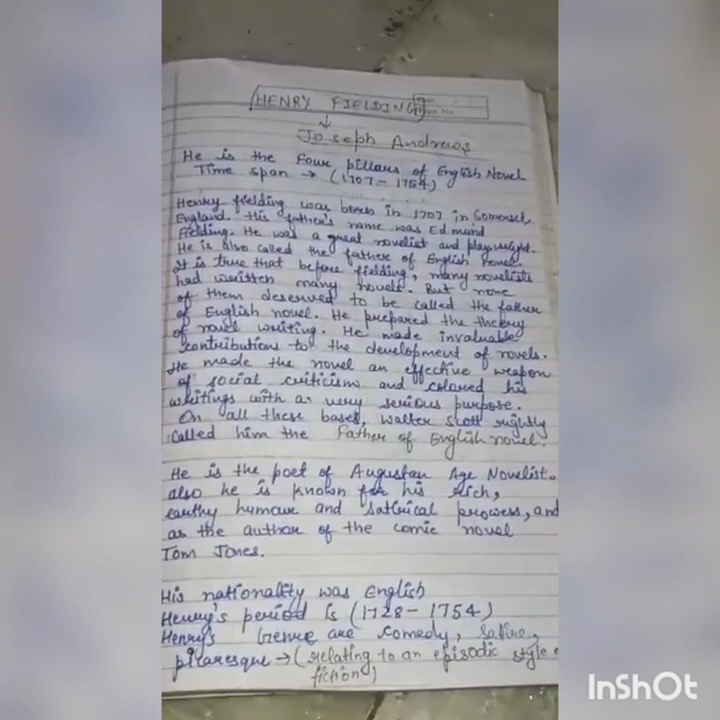 HENRY FIELDING
↓
Joseph Andrews
He is the Four pillars of English Novel
Time span → (1707 - 1754)
Henry fielding was born in 1707 in Somerset,
England. His father's name was Edmund
Fielding. He was a great novelist and playwright.
He is also called the father of English novel.
It is true that before fielding, many novelists
had written many novels. But none
of them deserved to be called the father
of English novel. He prepared the theory
of novel writing. He made invaluable
contributions to the development of novels.
He made the novel an effective weapon
of social criticism and colored his
writings with a very serious purpose.
On all these bases, Walter Scott rightly
called him the Father of English novel.
He is the poet of Augustan Age Novelist.
also he is known for his rich,
earthy humour and satirical prowess, and
as the author of the comic novel
Tom Jones.
His nationality was English
Henry's period is (1728 - 1754)
Henry's Genre are comedy, Satire,
picaresque → (relating to an episodic style
fiction)
InShOt